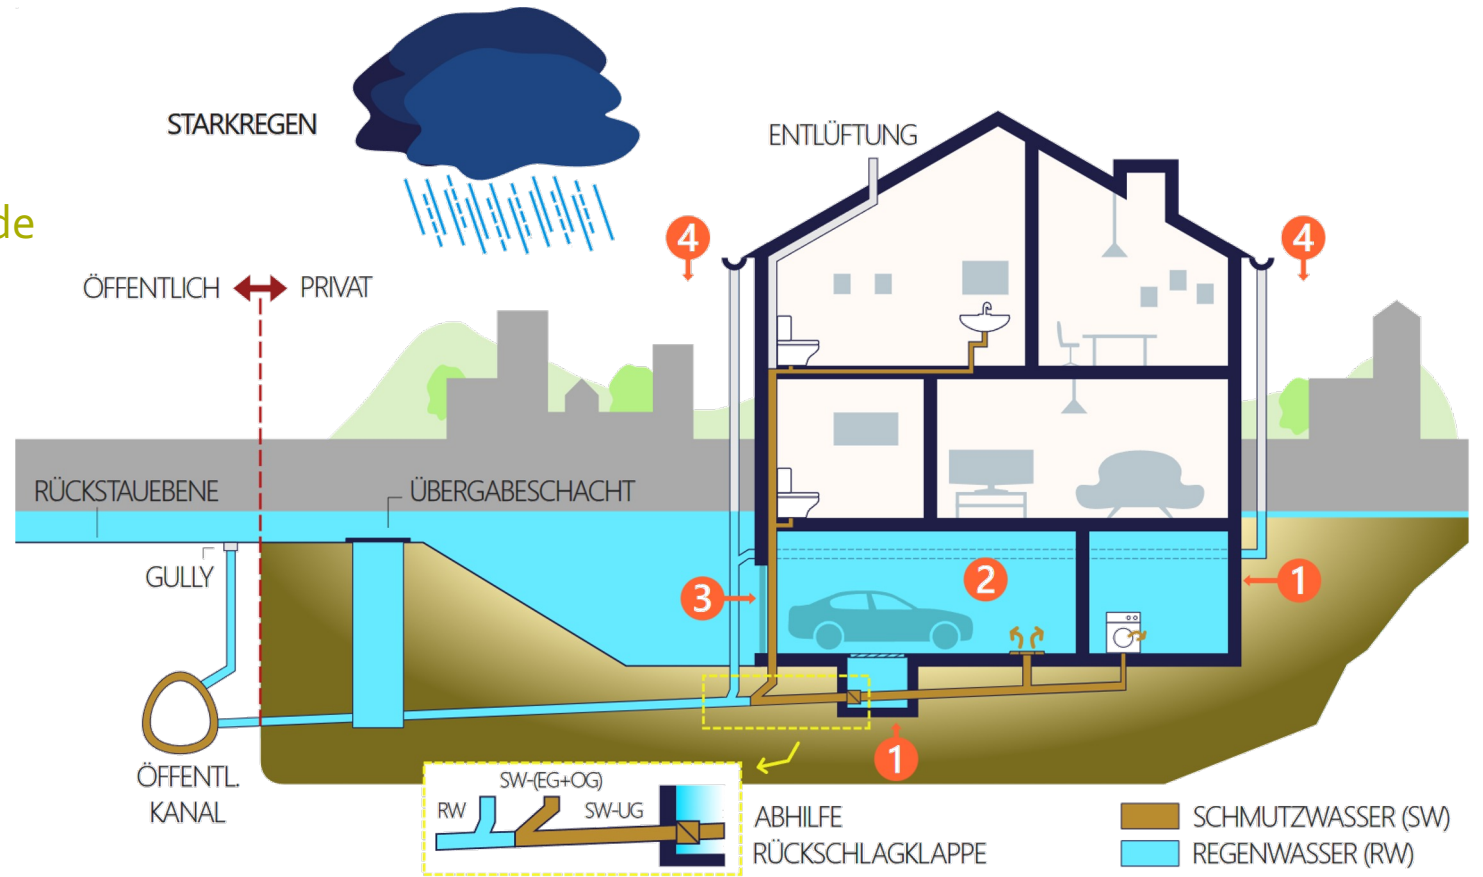 STARKREGEN
ENTLÜFTUNG
de
4
4
ÖFFENTLICH
PRIVAT
RÜCKSTAUEBENE
ÜBERGABESCHACHT
GULLY
3
2
1
1
ÖFFENTL.
KANAL
SW-(EG+OG)
RW
SW-UG
ABHILFE
RÜCKSCHLAGKLAPPE
SCHMUTZWASSER (SW)
REGENWASSER (RW)